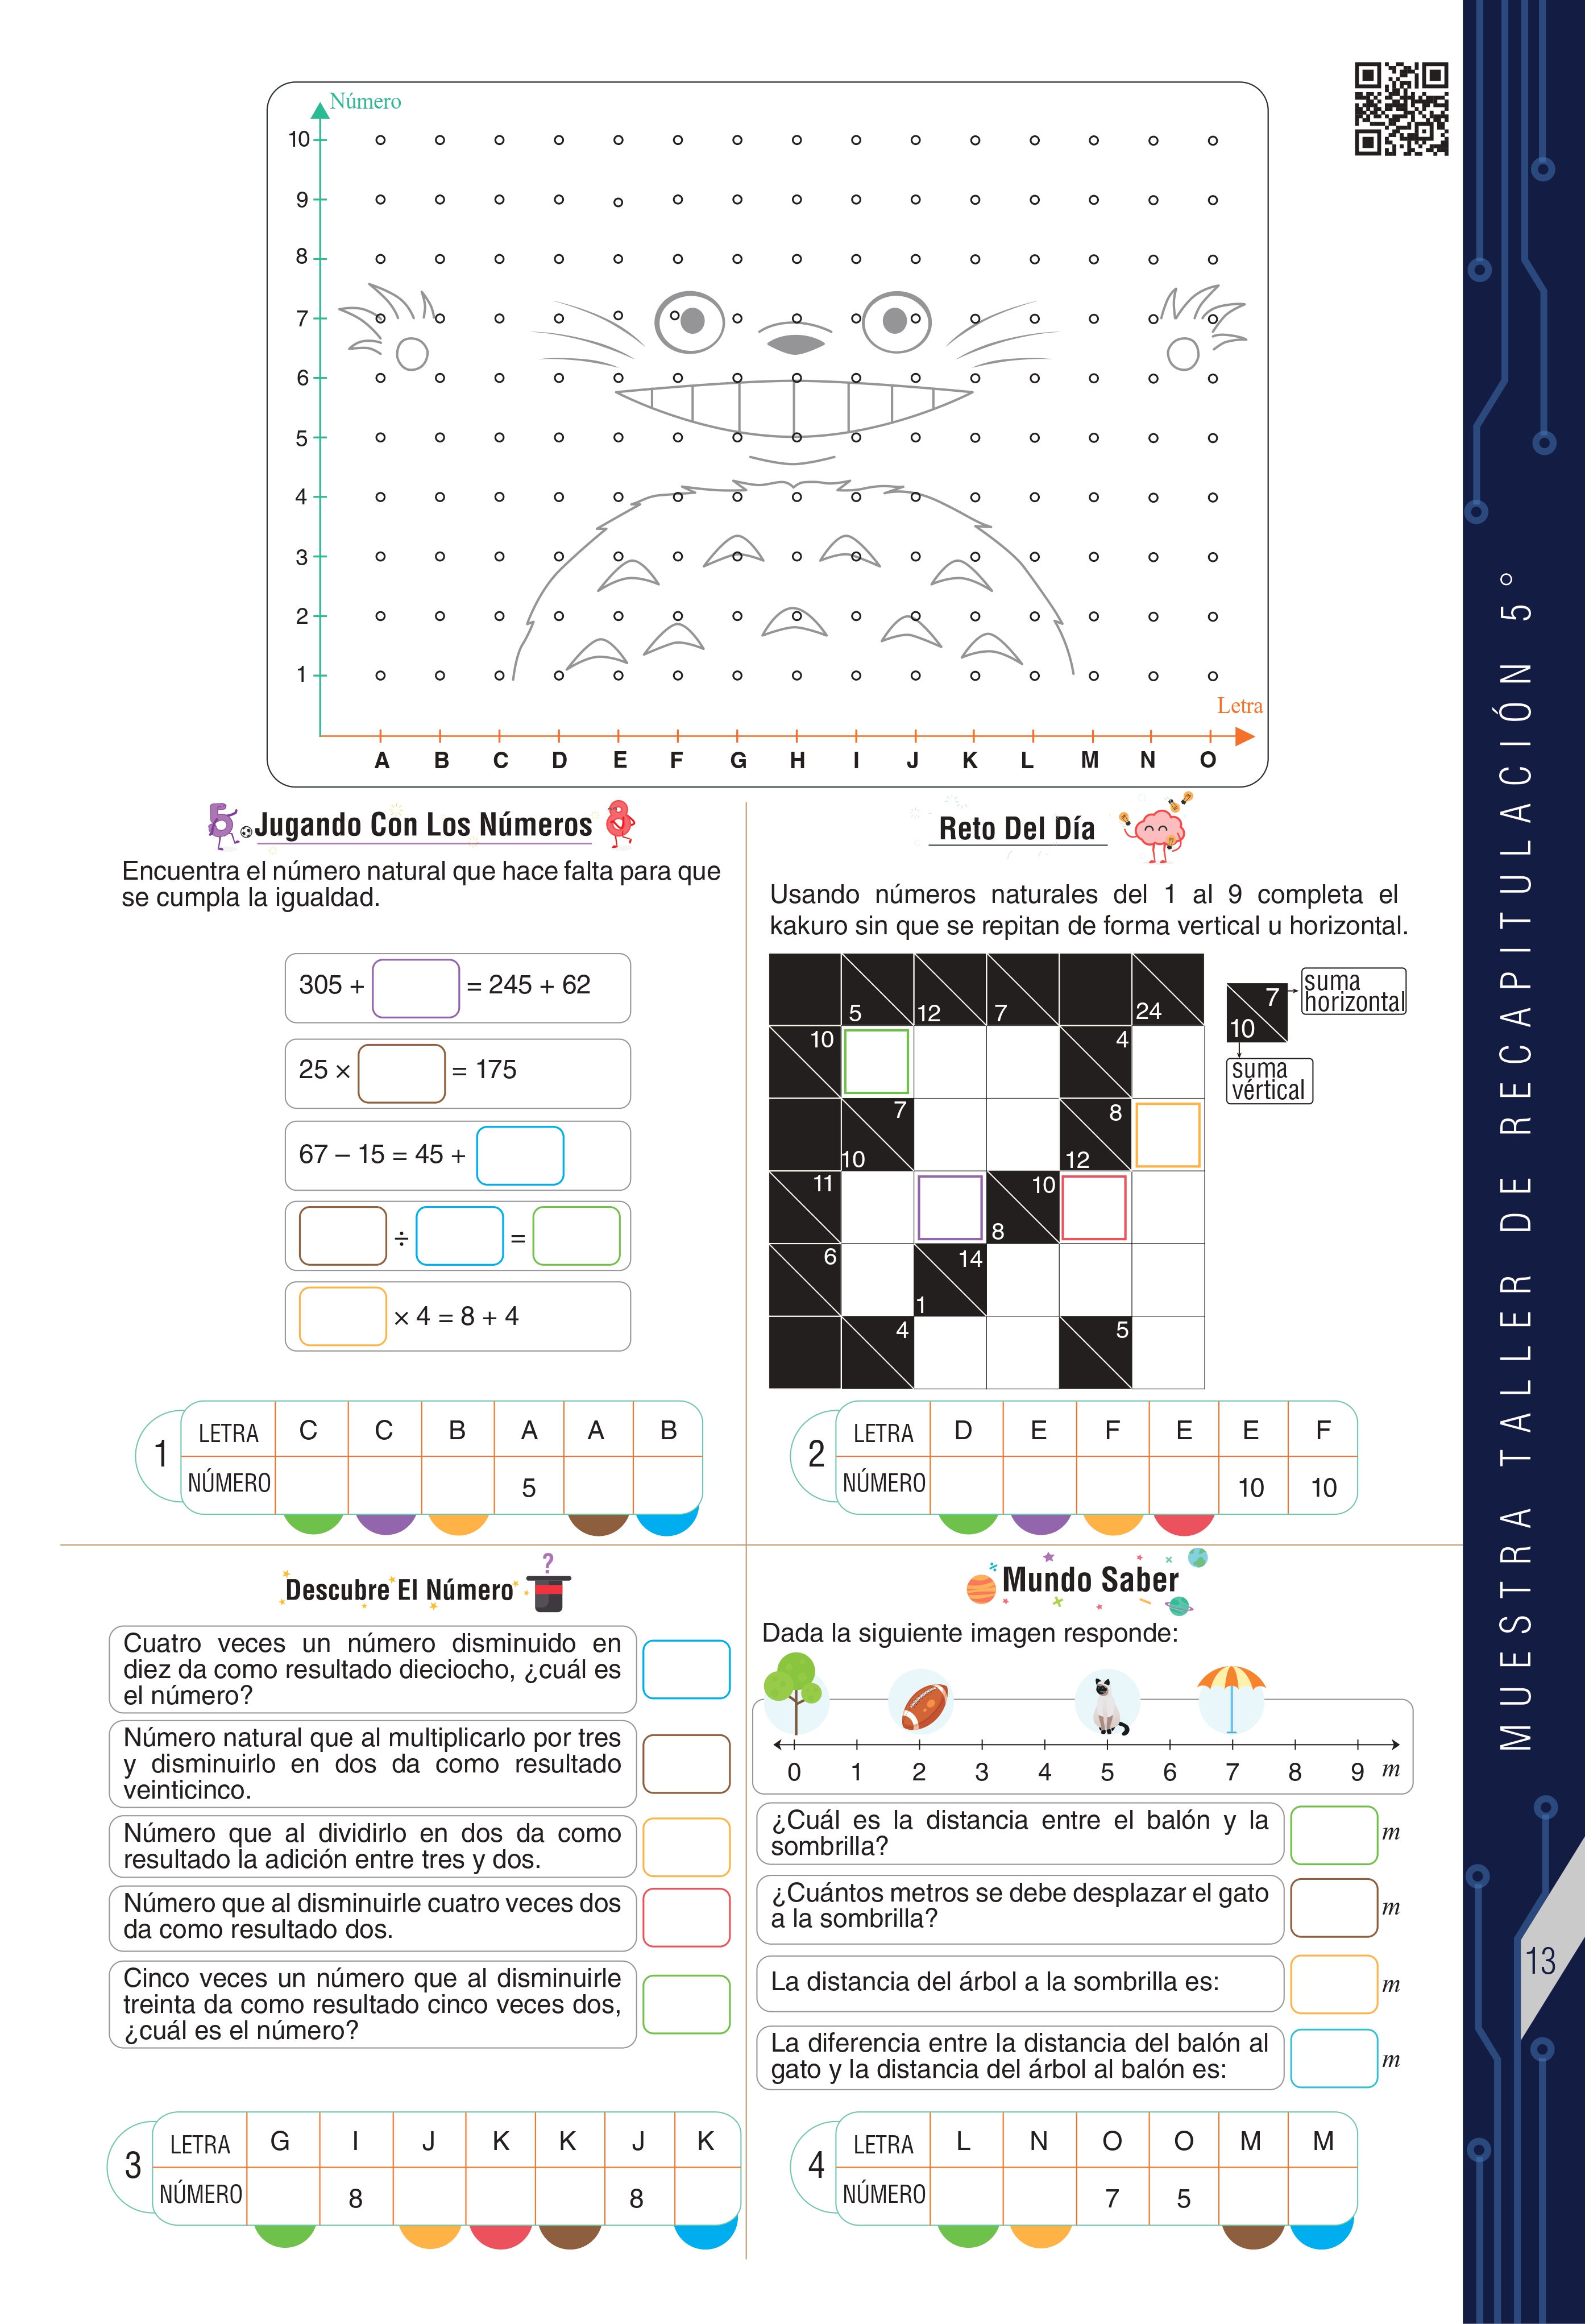 Número
10
9
8
7
6
5
4
3
2
1
Letra
A B C D E F G H I J K L M N O
Jugando Con Los Números
Encuentra el número natural que hace falta para que
se cumpla la igualdad.
305 + = 245 + 62
25 × = 175
67 – 15 = 45 +
÷ =
× 4 = 8 + 4
1
LETRA C C B A A B
NÚMERO 5
Reto Del Día
Usando números naturales del 1 al 9 completa el
kakuro sin que se repitan de forma vertical u horizontal.
5 12 7 24
10 4
7 8
10 12
11 10
8
6 14
1
4 5
7
10
suma
horizontal
suma
vértical
2
LETRA D E F E E F
NÚMERO 10 10
Descubre El Número
?
Cuatro veces un número disminuido en
diez da como resultado dieciocho, ¿cuál es
el número?
Número natural que al multiplicarlo por tres
y disminuirlo en dos da como resultado
veinticinco.
Número que al dividirlo en dos da como
resultado la adición entre tres y dos.
Número que al disminuirle cuatro veces dos
da como resultado dos.
Cinco veces un número que al disminuirle
treinta da como resultado cinco veces dos,
¿cuál es el número?
3
LETRA G I J K K J K
NÚMERO 8 8
Mundo Saber
Dada la siguiente imagen responde:
0 1 2 3 4 5 6 7 8 9 m
¿Cuál es la distancia entre el balón y la
sombrilla?
m
¿Cuántos metros se debe desplazar el gato
a la sombrilla?
m
La distancia del árbol a la sombrilla es:
m
La diferencia entre la distancia del balón al
gato y la distancia del árbol al balón es:
m
4
LETRA L N O O M M
NÚMERO 7 5
MUESTRA TALLER DE RECAPITULACIÓN 5°
13